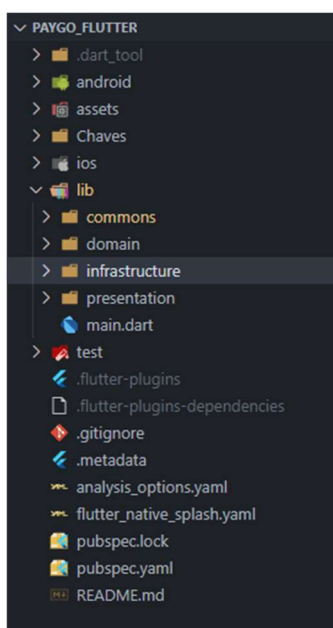 PAYGO_FLUTTER
.dart_tool
android
assets
Chaves
ios
lib
commons
domain
infrastructure
presentation
main.dart
test
.flutter-plugins
.flutter-plugins-dependencies
.gitignore
.metadata
analysis_options.yaml
flutter_native_splash.yaml
pubspec.lock
pubspec.yaml
README.md